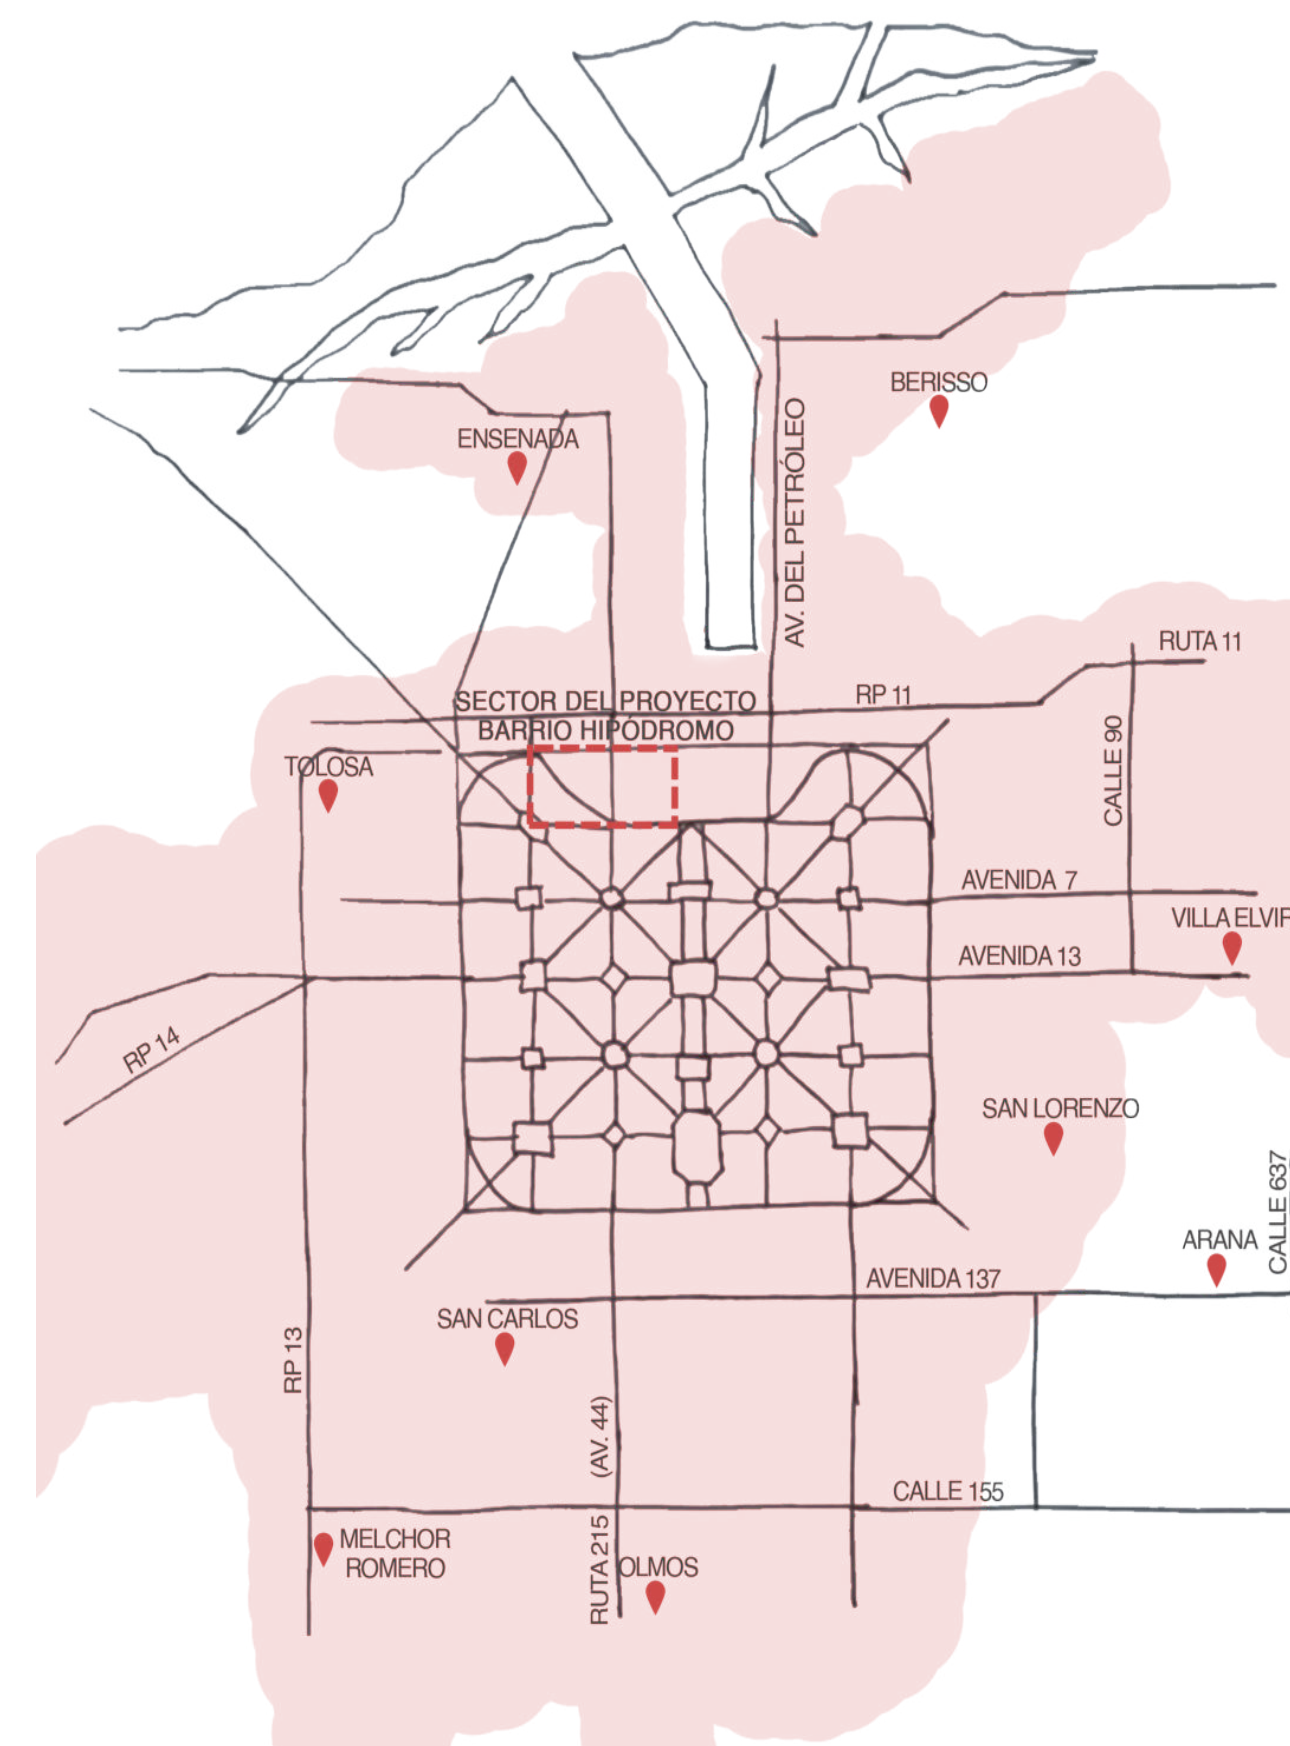 BERISSO
ENSENADA
AV. DEL PETRÓLEO
RUTA 11
SECTOR DEL PROYECTO
BARRIO HIPÓDROMO
RP 11
TOLOSA
CALLE 90
AVENIDA 7
VILLA ELVIR
AVENIDA 13
RP 14
SAN LORENZO
CALLE 637
ARANA
AVENIDA 137
SAN CARLOS
RP 13
RUTA 215 (AV. 44)
CALLE 155
MELCHOR
ROMERO
OLMOS